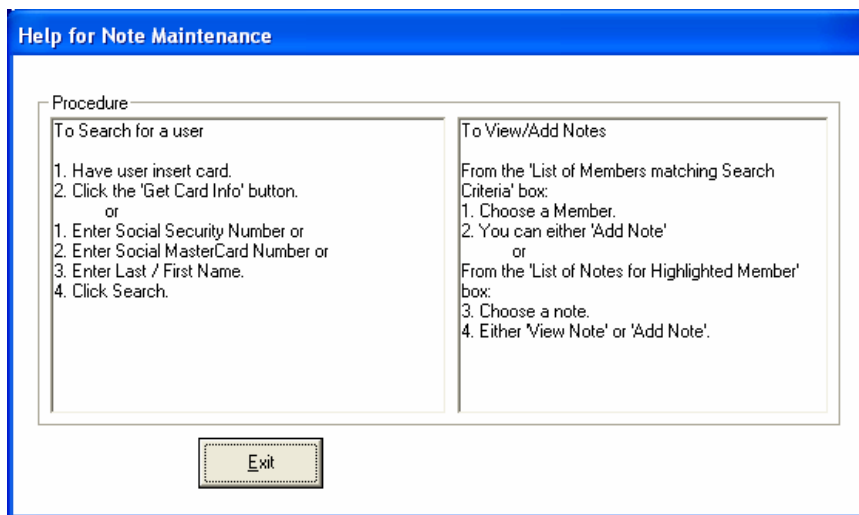 Help for Note Maintenance
Procedure
To Search for a user
1. Have user insert card.
2. Click the 'Get Card Info' button.
or
1. Enter Social Security Number or
2. Enter Social MasterCard Number or
3. Enter Last / First Name.
4. Click Search.
To View/Add Notes
From the 'List of Members matching Search
Criteria' box:
1. Choose a Member.
2. You can either 'Add Note'
or
From the 'List of Notes for Highlighted Member'
box:
3. Choose a note.
4. Either 'View Note' or 'Add Note'.
Exit